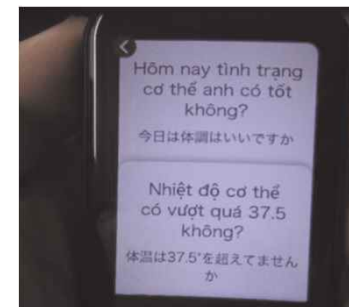 Hôm nay tình trạng
cơ thể anh có tốt
không?
今日は体調はいいですか
Nhiệt độ cơ thể
có vượt quá 37.5
không?
体温は37.5°を超えてません
か